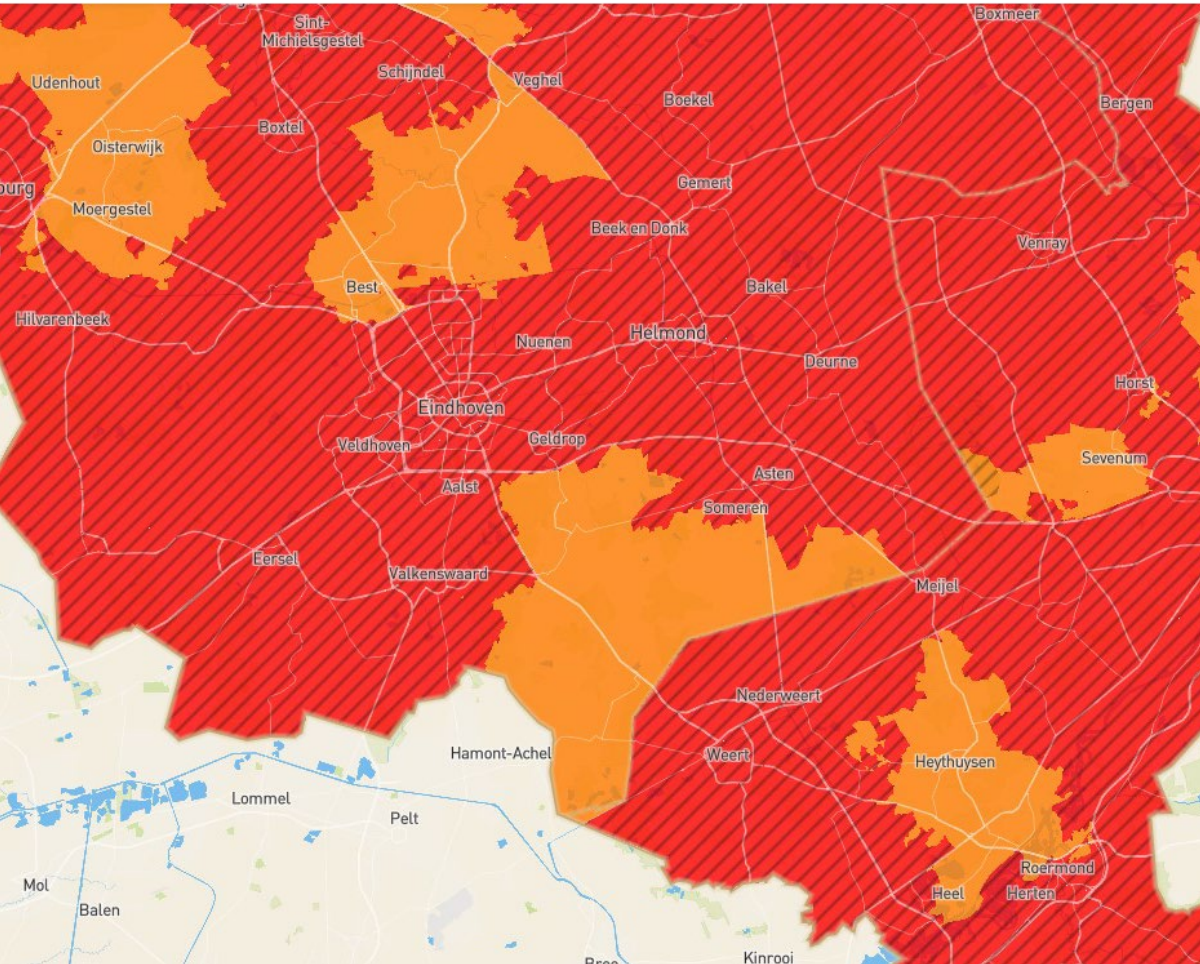 Boxmeer
Sint-
Michielsgestel
Schijndel
Veghel
Udenhout
Boekel
Bergen
Boxtel
Oisterwijk
Gemert
burg
Moergestel
Beek en Donk
Venray
Best
Bakel
Hilvarenbeek
Helmond
Nuenen
Deurne
Horst
Eindhoven
Geldrop
Veldhoven
Sevenum
Asten
Aalst
Someren
Eersel
Valkenswaard
Meijel
Nederweert
Hamont-Achel
Weert
Heythuysen
Lommel
Pelt
Roermond
Mol
Heel
Herten
Balen
Kinrooi